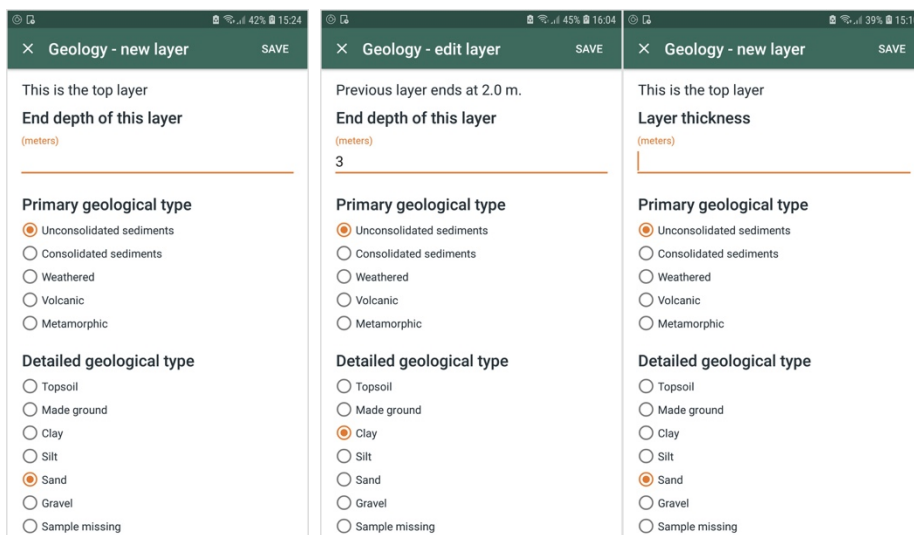 42% 15:24
× Geology - new layer SAVE
This is the top layer
End depth of this layer
(meters)
Primary geological type
Unconsolidated sediments
Consolidated sediments
Weathered
Volcanic
Metamorphic
Detailed geological type
Topsoil
Made ground
Clay
Silt
Sand
Gravel
Sample missing
45% 16:04
× Geology - edit layer SAVE
Previous layer ends at 2.0 m.
End depth of this layer
(meters)
3
Primary geological type
Unconsolidated sediments
Consolidated sediments
Weathered
Volcanic
Metamorphic
Detailed geological type
Topsoil
Made ground
Clay
Silt
Sand
Gravel
Sample missing
39%
× Geology - new layer SAVE
This is the top layer
Layer thickness
(meters)
Primary geological type
Unconsolidated sediments
Consolidated sediments
Weathered
Volcanic
Metamorphic
Detailed geological type
Topsoil
Made ground
Clay
Silt
Sand
Gravel
Sample missing